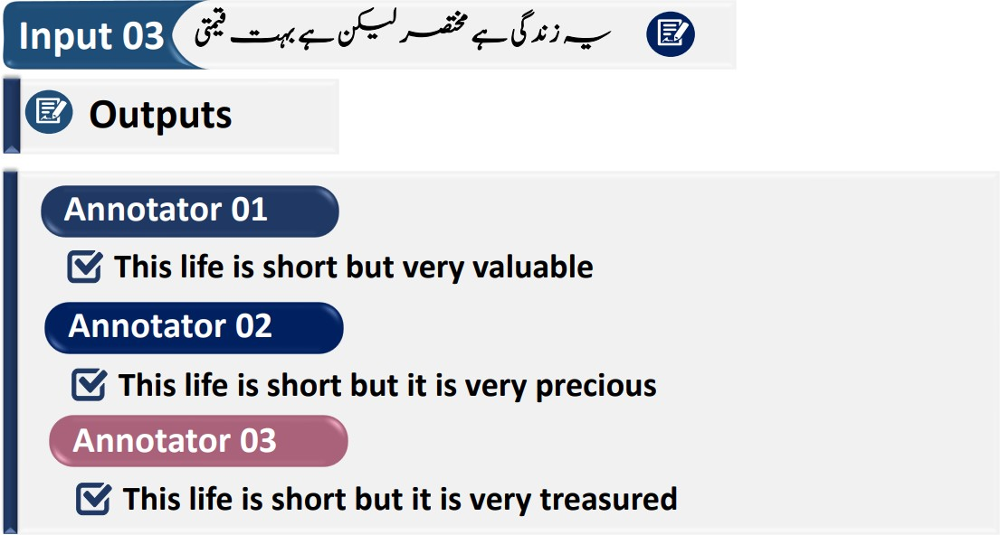 Input 03
یہ زندگی ہے مختصر لیکن ہے بہت قیمتی
Outputs
Annotator 01
This life is short but very valuable
Annotator 02
This life is short but it is very precious
Annotator 03
This life is short but it is very treasured